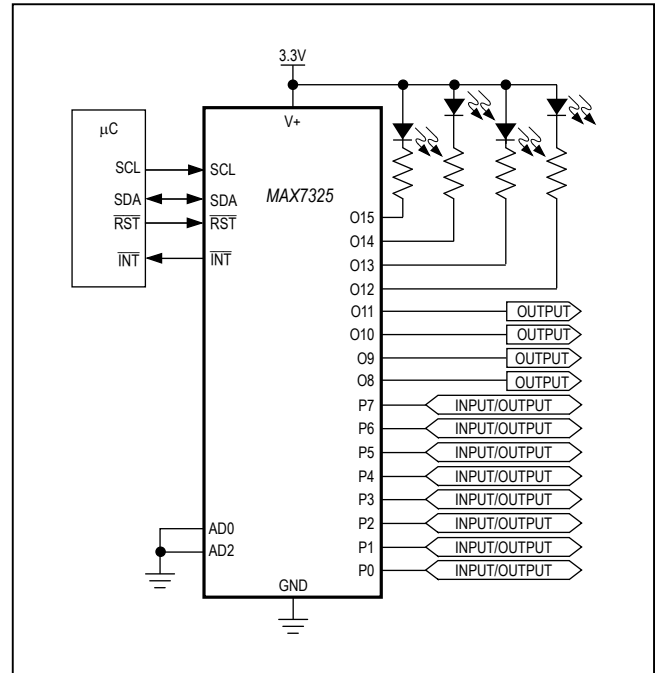 3.3V
µC
SCL
SDA
RST
INT
V+
MAX7325
SCL
SDA
RST
INT
AD0
AD2
GND
O15
O14
O13
O12
O11 OUTPUT
O10 OUTPUT
O9 OUTPUT
O8 OUTPUT
P7 INPUT/OUTPUT
P6 INPUT/OUTPUT
P5 INPUT/OUTPUT
P4 INPUT/OUTPUT
P3 INPUT/OUTPUT
P2 INPUT/OUTPUT
P1 INPUT/OUTPUT
P0 INPUT/OUTPUT